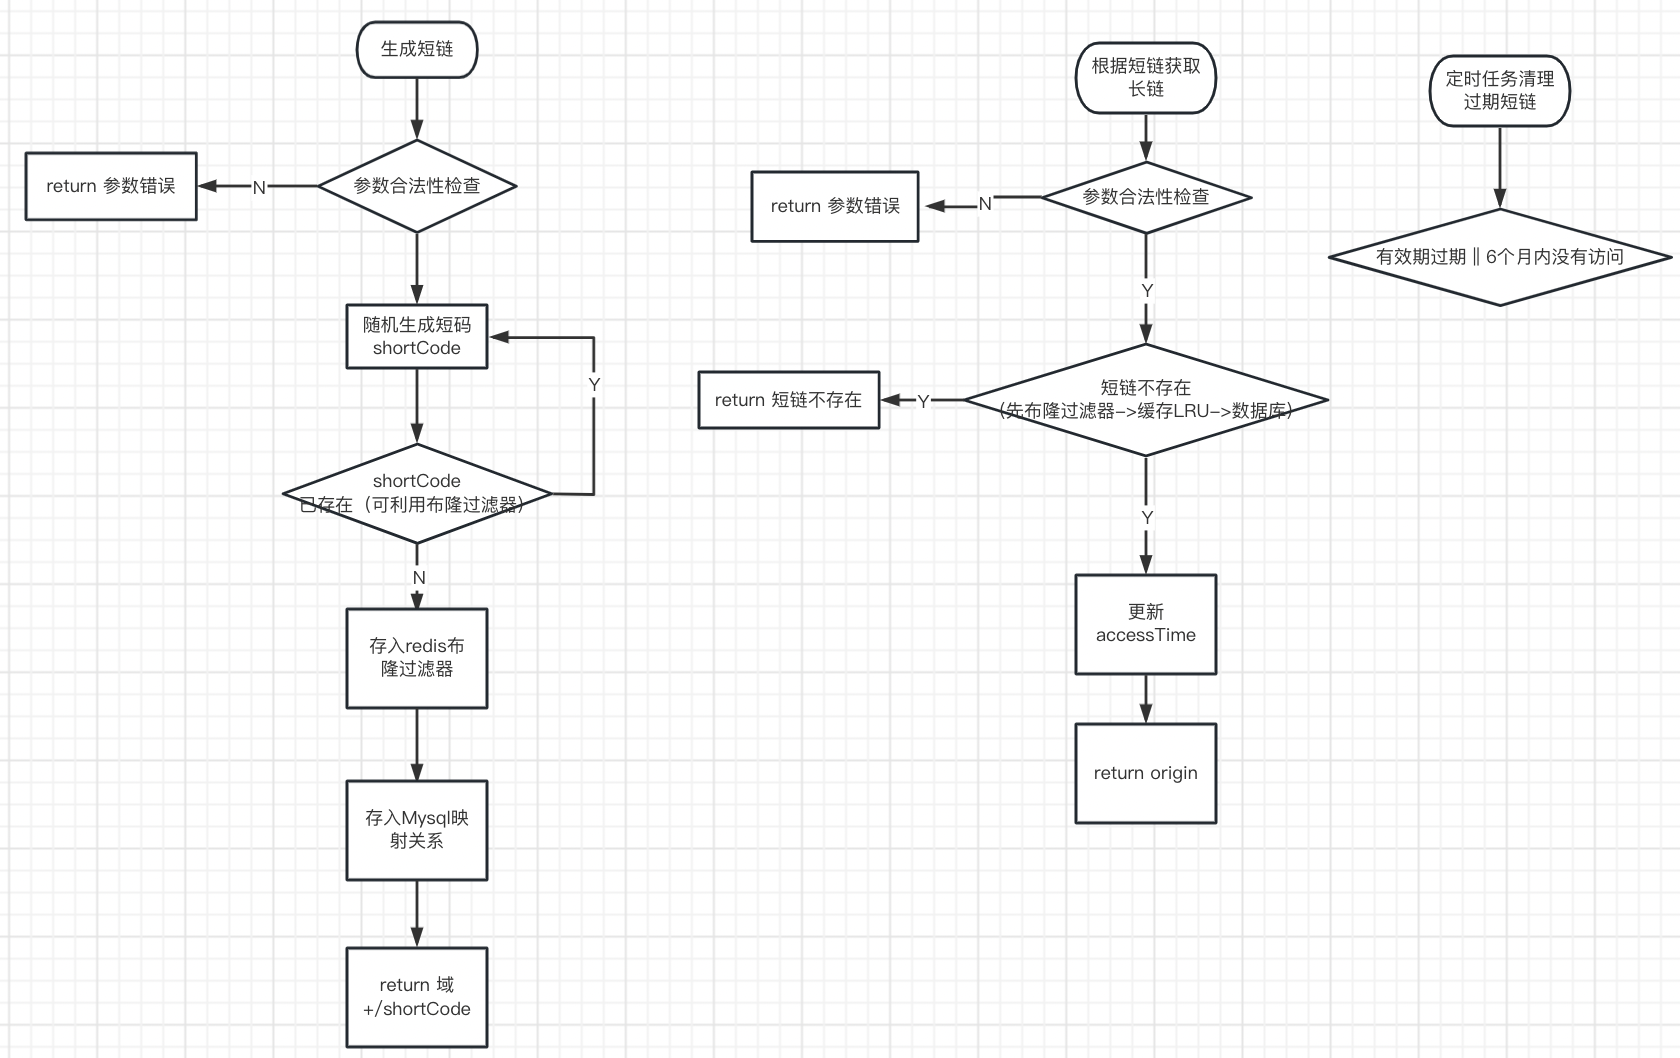 生成短链
参数合法性检查
N
return 参数错误
随机生成短码
shortCode
Y
shortCode
已存在（可利用布隆过滤器）
N
存入redis布
隆过滤器
存入Mysql映
射关系
return 域
+/shortCode
根据短链获取
长链
参数合法性检查
N
return 参数错误
Y
短链不存在
（先布隆过滤器->缓存LRU->数据库）
Y
return 短链不存在
Y
更新
accessTime
return origin
定时任务清理
过期短链
有效期过期 || 6个月内没有访问